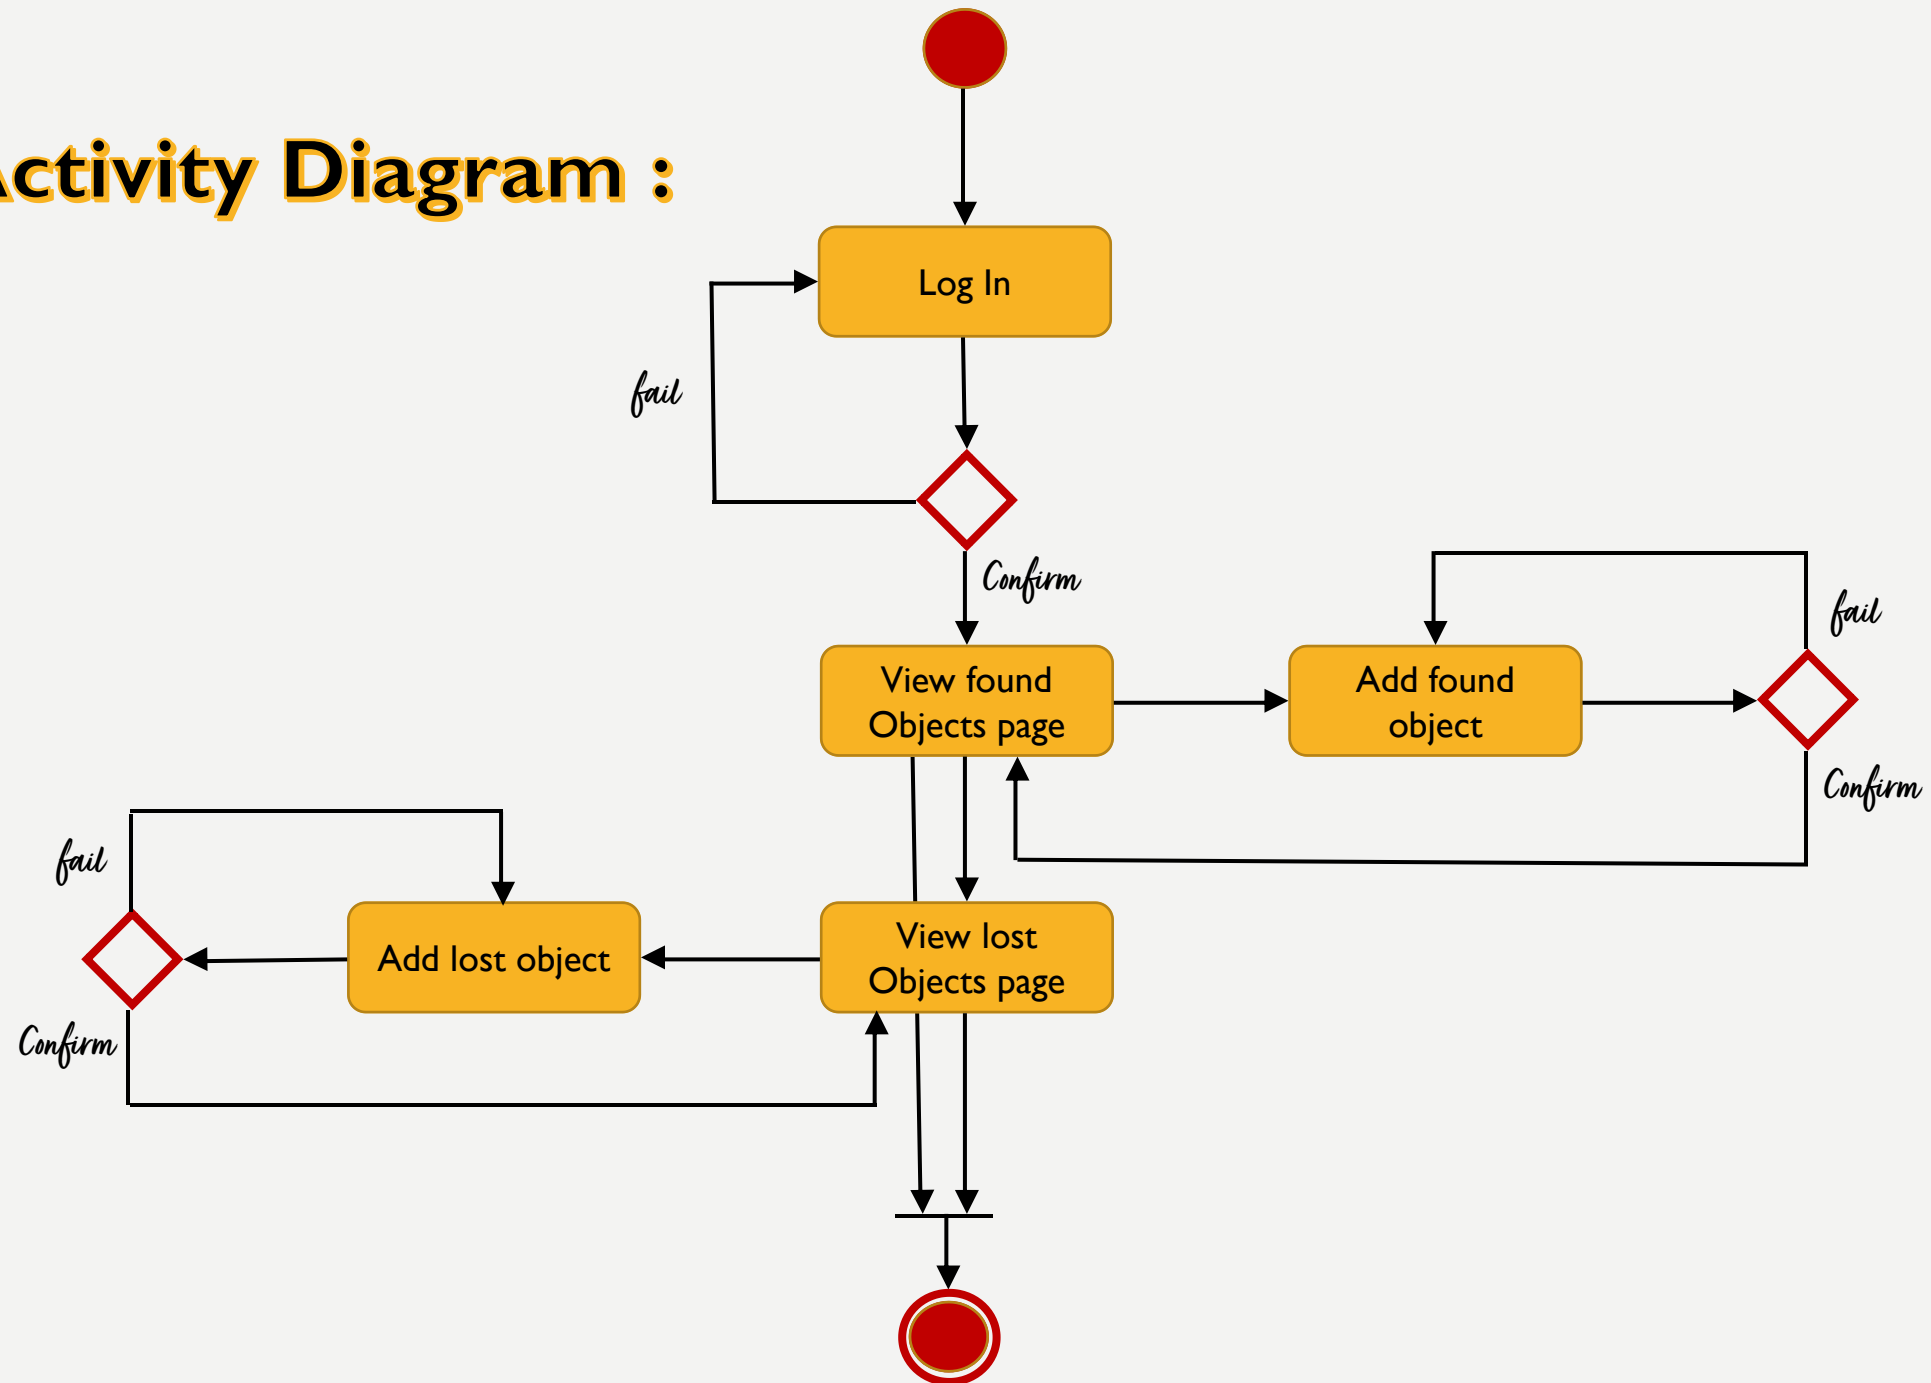 Activity Diagram :
Log In
fail
Confirm
fail
View found
Objects page
Add found
object
Confirm
fail
Add lost object
View lost
Objects page
Confirm